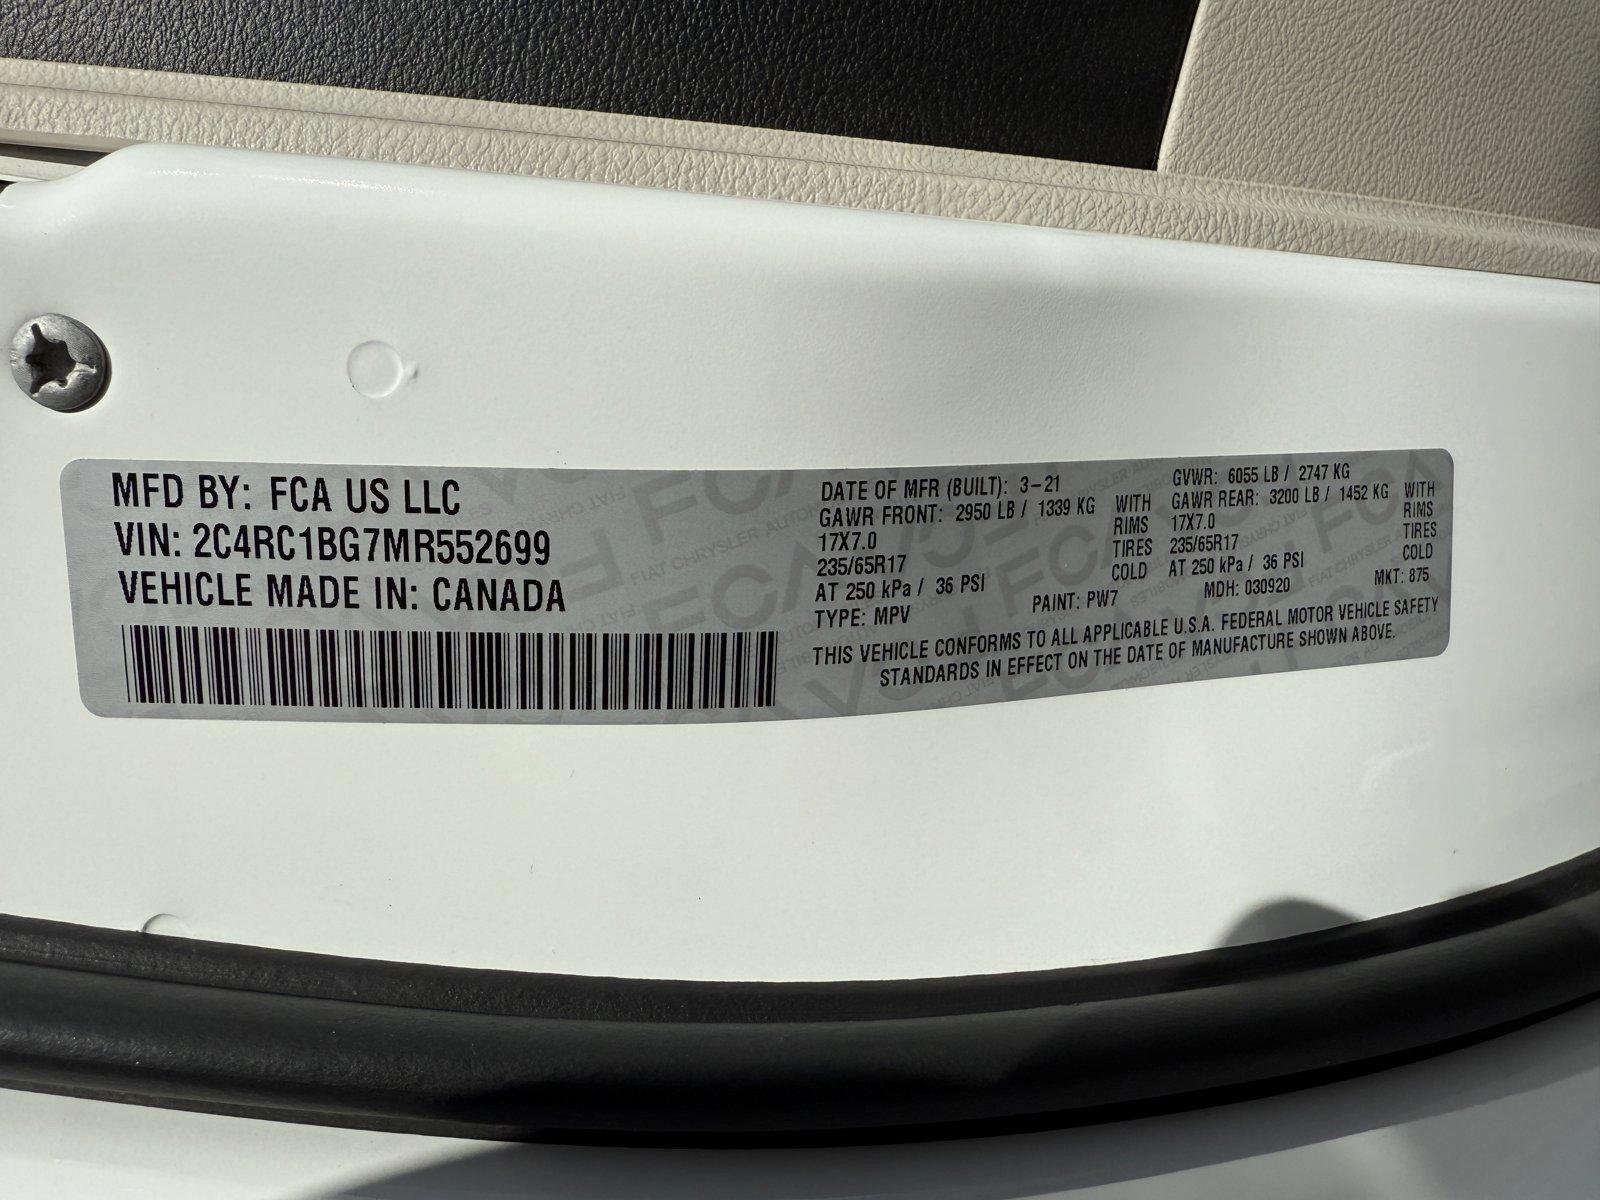 MFD BY: FCA US LLC
VIN: 2C4RC1BG7MR552699
VEHICLE MADE IN: CANADA
DATE OF MFR (BUILT): 3-21
GAWR FRONT: 2950 LB / 1339 KG WITH
17X7.0 RIMS
235/65R17 TIRES
AT 250 kPa / 36 PSI COLD
TYPE: MPV
GVWR: 6055 LB / 2747 KG
GAWR REAR: 3200 LB / 1452 KG WITH
17X7.0 RIMS
235/65R17 TIRES
AT 250 kPa / 36 PSI COLD
PAINT: PW7 MDH: 030920 MKT: 875
THIS VEHICLE CONFORMS TO ALL APPLICABLE U.S.A. FEDERAL MOTOR VEHICLE SAFETY
STANDARDS IN EFFECT ON THE DATE OF MANUFACTURE SHOWN ABOVE.